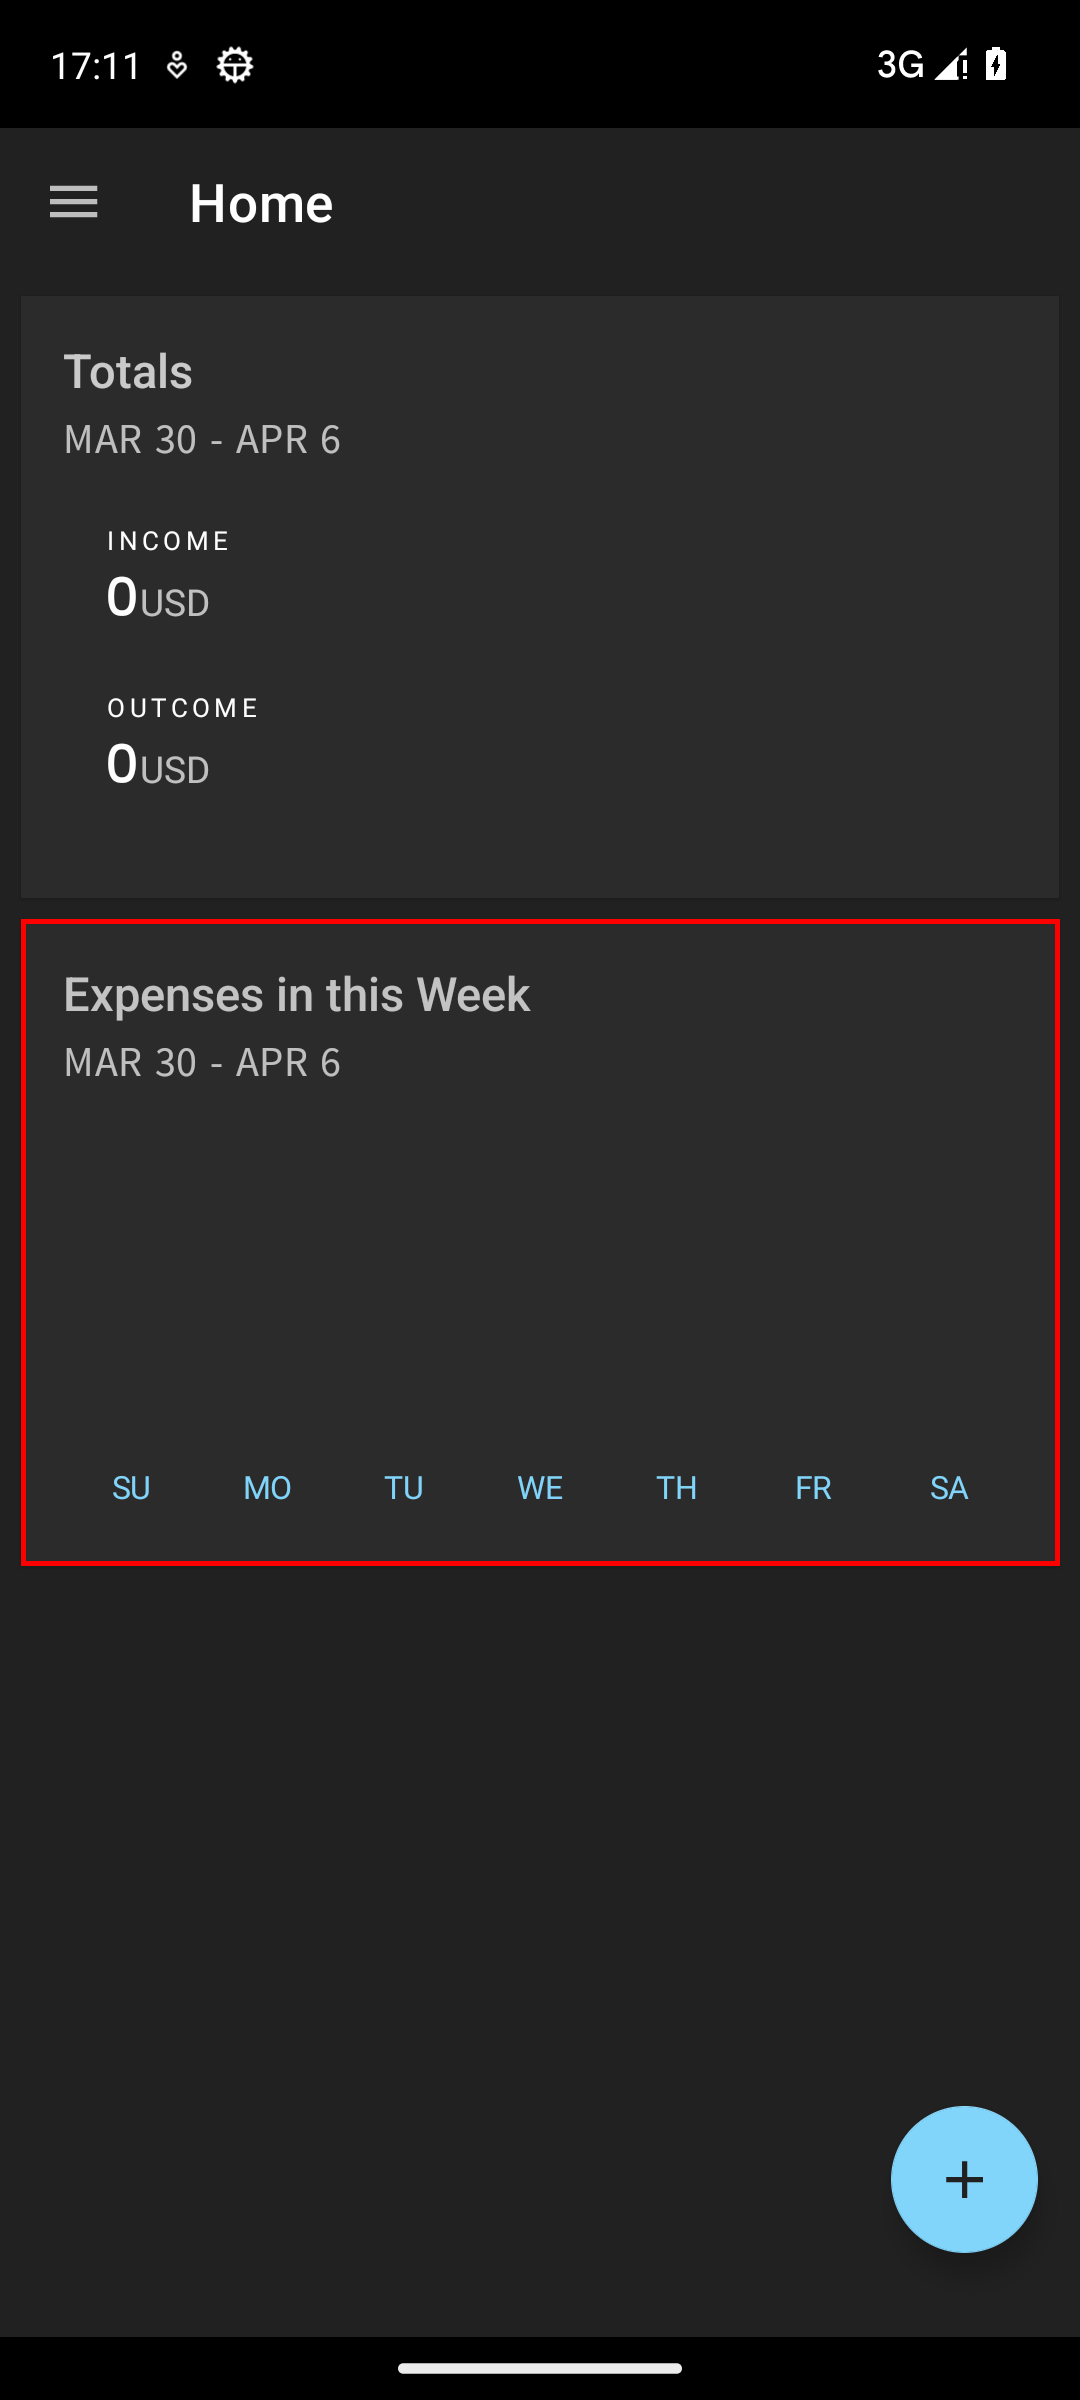 17:11
3G
Home
Totals
MAR 30 - APR 6
INCOME
0USD
OUTCOME
0USD
Expenses in this Week
MAR 30 - APR 6
SU MO TU WE TH FR SA
+